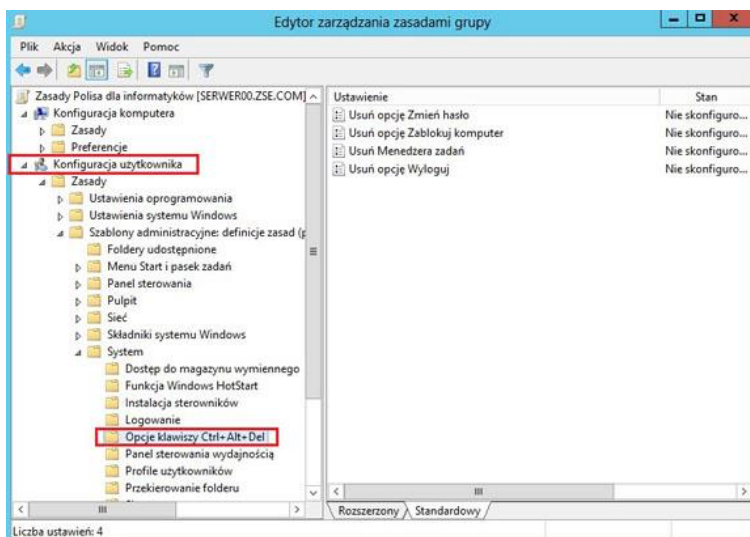 Edytor zarządzania zasadami grupy
Plik Akcja Widok Pomoc
Zasady Polisa dla informatyków [SERWER00.ZSE.COM]
Konfiguracja komputera
Zasady
Preferencje
Konfiguracja użytkownika
Zasady
Ustawienia oprogramowania
Ustawienia systemu Windows
Szablony administracyjne: definicje zasad (p
Foldery udostępnione
Menu Start i pasek zadań
Panel sterowania
Pulpit
Sieć
Składniki systemu Windows
System
Dostęp do magazynu wymiennego
Funkcja Windows HotStart
Instalacja sterowników
Logowanie
Opcje klawiszy Ctrl+Alt+Del
Panel sterowania wydajnością
Profile użytkowników
Przekierowanie folderu
Ustawienie Stan
Usuń opcję Zmień hasło Nie skonfiguro...
Usuń opcję Zablokuj komputer Nie skonfiguro...
Usuń Menedżera zadań Nie skonfiguro...
Usuń opcję Wyloguj Nie skonfiguro...
Rozszerzony Standardowy
Liczba ustawień: 4